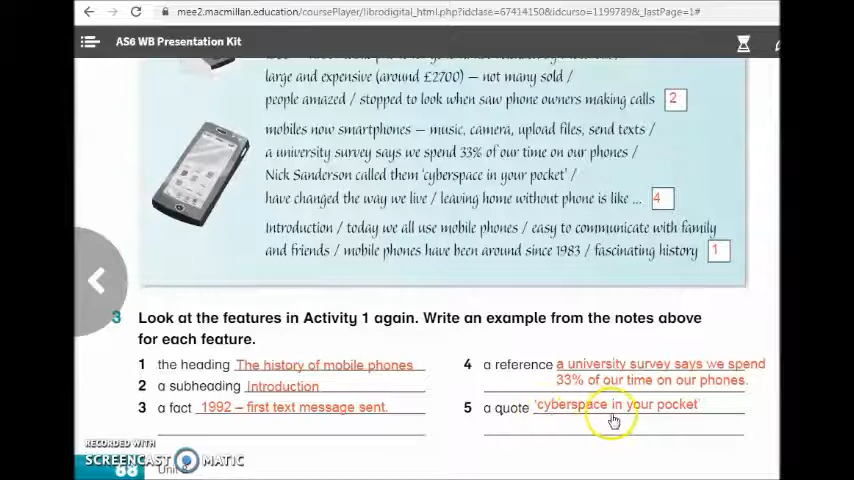 mee2.macmillan.education/coursePlayer/librodigital_html.php?idclase=67414150&idcurso=1199789&_lastPage=1#
AS6 WB Presentation Kit
large and expensive (around £2700) – not many sold /
people amazed / stopped to look when saw phone owners making calls 2
mobiles now smartphones – music, camera, upload files, send texts /
a university survey says we spend 33% of our time on our phones /
Nick Sanderson called them 'cyberspace in your pocket' /
have changed the way we live / leaving home without phone is like ... 4
Introduction / today we all use mobile phones / easy to communicate with family
and friends / mobile phones have been around since 1983 / fascinating history 1
3 Look at the features in Activity 1 again. Write an example from the notes above
for each feature.
1 the heading The history of mobile phones
2 a subheading Introduction
3 a fact 1992 – first text message sent.
4 a reference a university survey says we spend
33% of our time on our phones.
5 a quote 'cyberspace in your pocket'
RECORDED WITH
SCREENCAST MATIC
88 Unit 8